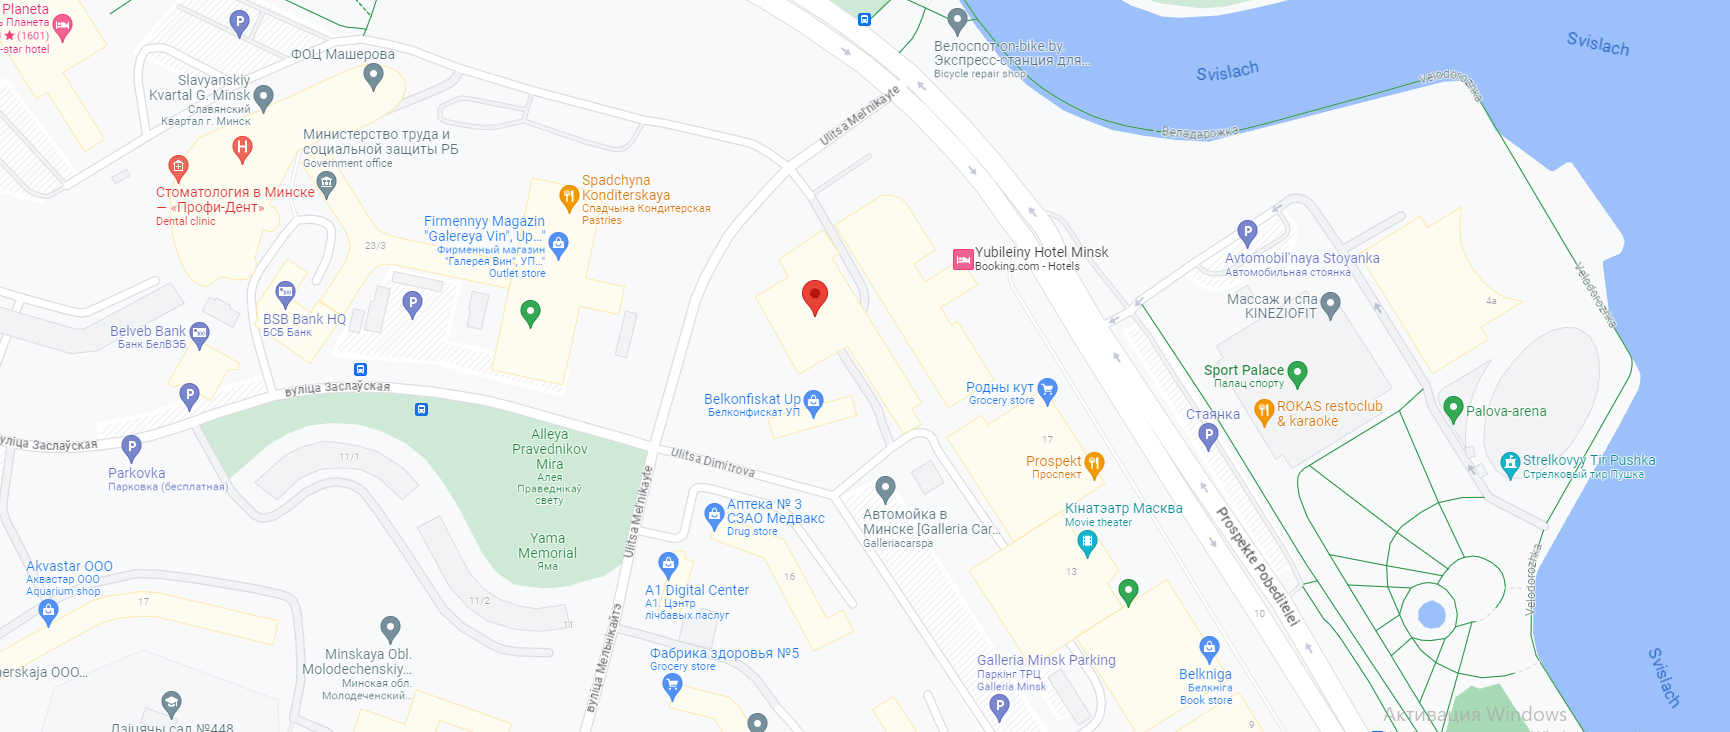 Planeta
ь Планета
★ (1601)
-star hotel
ФОЦ Машерова
Slavyanskiy
Kvartal G. Minsk
Славянский
Квартал г. Минск
Министерство труда и
социальной защиты РБ
Government office
Стоматология в Минске
— «Профи-Дент»
Dental clinic
Spadchyna
Konditerskaya
Спадчына Кондитерская
Pastries
Firmennyy Magazin
"Galereya Vin", Up..."
Фирменный магазин
"Галерея Вин", УП..."
Outlet store
23/3
BSB Bank HQ
БСБ Банк
Belveb Bank
Банк БелВЭБ
вуліца Заслаўская
уліца Заслаўская
Parkovka
Парковка (бесплатная)
11/1
Alleya
Pravednikov
Mira
Алея
Праведнікаў
свету
Yama
Memorial
Яма
Akvastar OOO
Аквастар ООО
Aquarium shop
17
11/2
11
Minskaya Obl.
Molodechenskiy...
Минская обл.
Молодеченский...
nerskaja OOO...
Дзіцячы сад №448
Велоспот on-bike.by.
Экспресс-станция для...
Bicycle repair shop
Ulitsa Mel'nikayte
Svislach
Svislach
Velodorozhka
Веладарожка
Yubileiny Hotel Minsk
Booking.com - Hotels
Avtomobil'naya Stoyanka
Автомобильная стоянка
Массаж и спа
KINEZIOFIT
4а
Velodorozhka
Belkonfiskat Up
Белконфискат УП
Родны кут
Grocery store
Sport Palace
Палац спорту
ROKAS restoclub
& karaoke
Стаянка
Palova-arena
Strelkovyy Tir Pushka
Стрелковый тир Пушка
17
Prospekt
Проспект
Ulitsa Dimitrova
Ulitsa Mel'nikayte
Аптека № 3
СЗАО Медвакс
Drug store
Автомойка в
Минске [Galleria Car...
Galleriacarspa
Кінатэатр Масква
Movie theater
Prospekte Pobeditelei
A1 Digital Center
А1. Цэнтр
лічбавых паслуг
16
13
10
Velodorozhka
вуліца Мельнікайтэ
Фабрика здоровья №5
Grocery store
Galleria Minsk Parking
Паркінг ТРЦ
Galleria Minsk
Belkniga
Белкніга
Book store
9
Svislach
Активация Windows